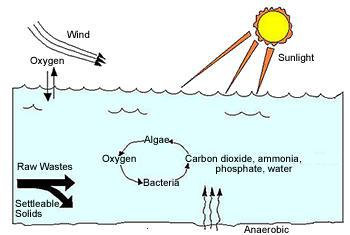 Wind
Sunlight
Oxygen
Algae
Oxygen
Carbon dioxide, ammonia,
phosphate, water
Bacteria
Raw Wastes
Settleable
Solids
Anaerobic